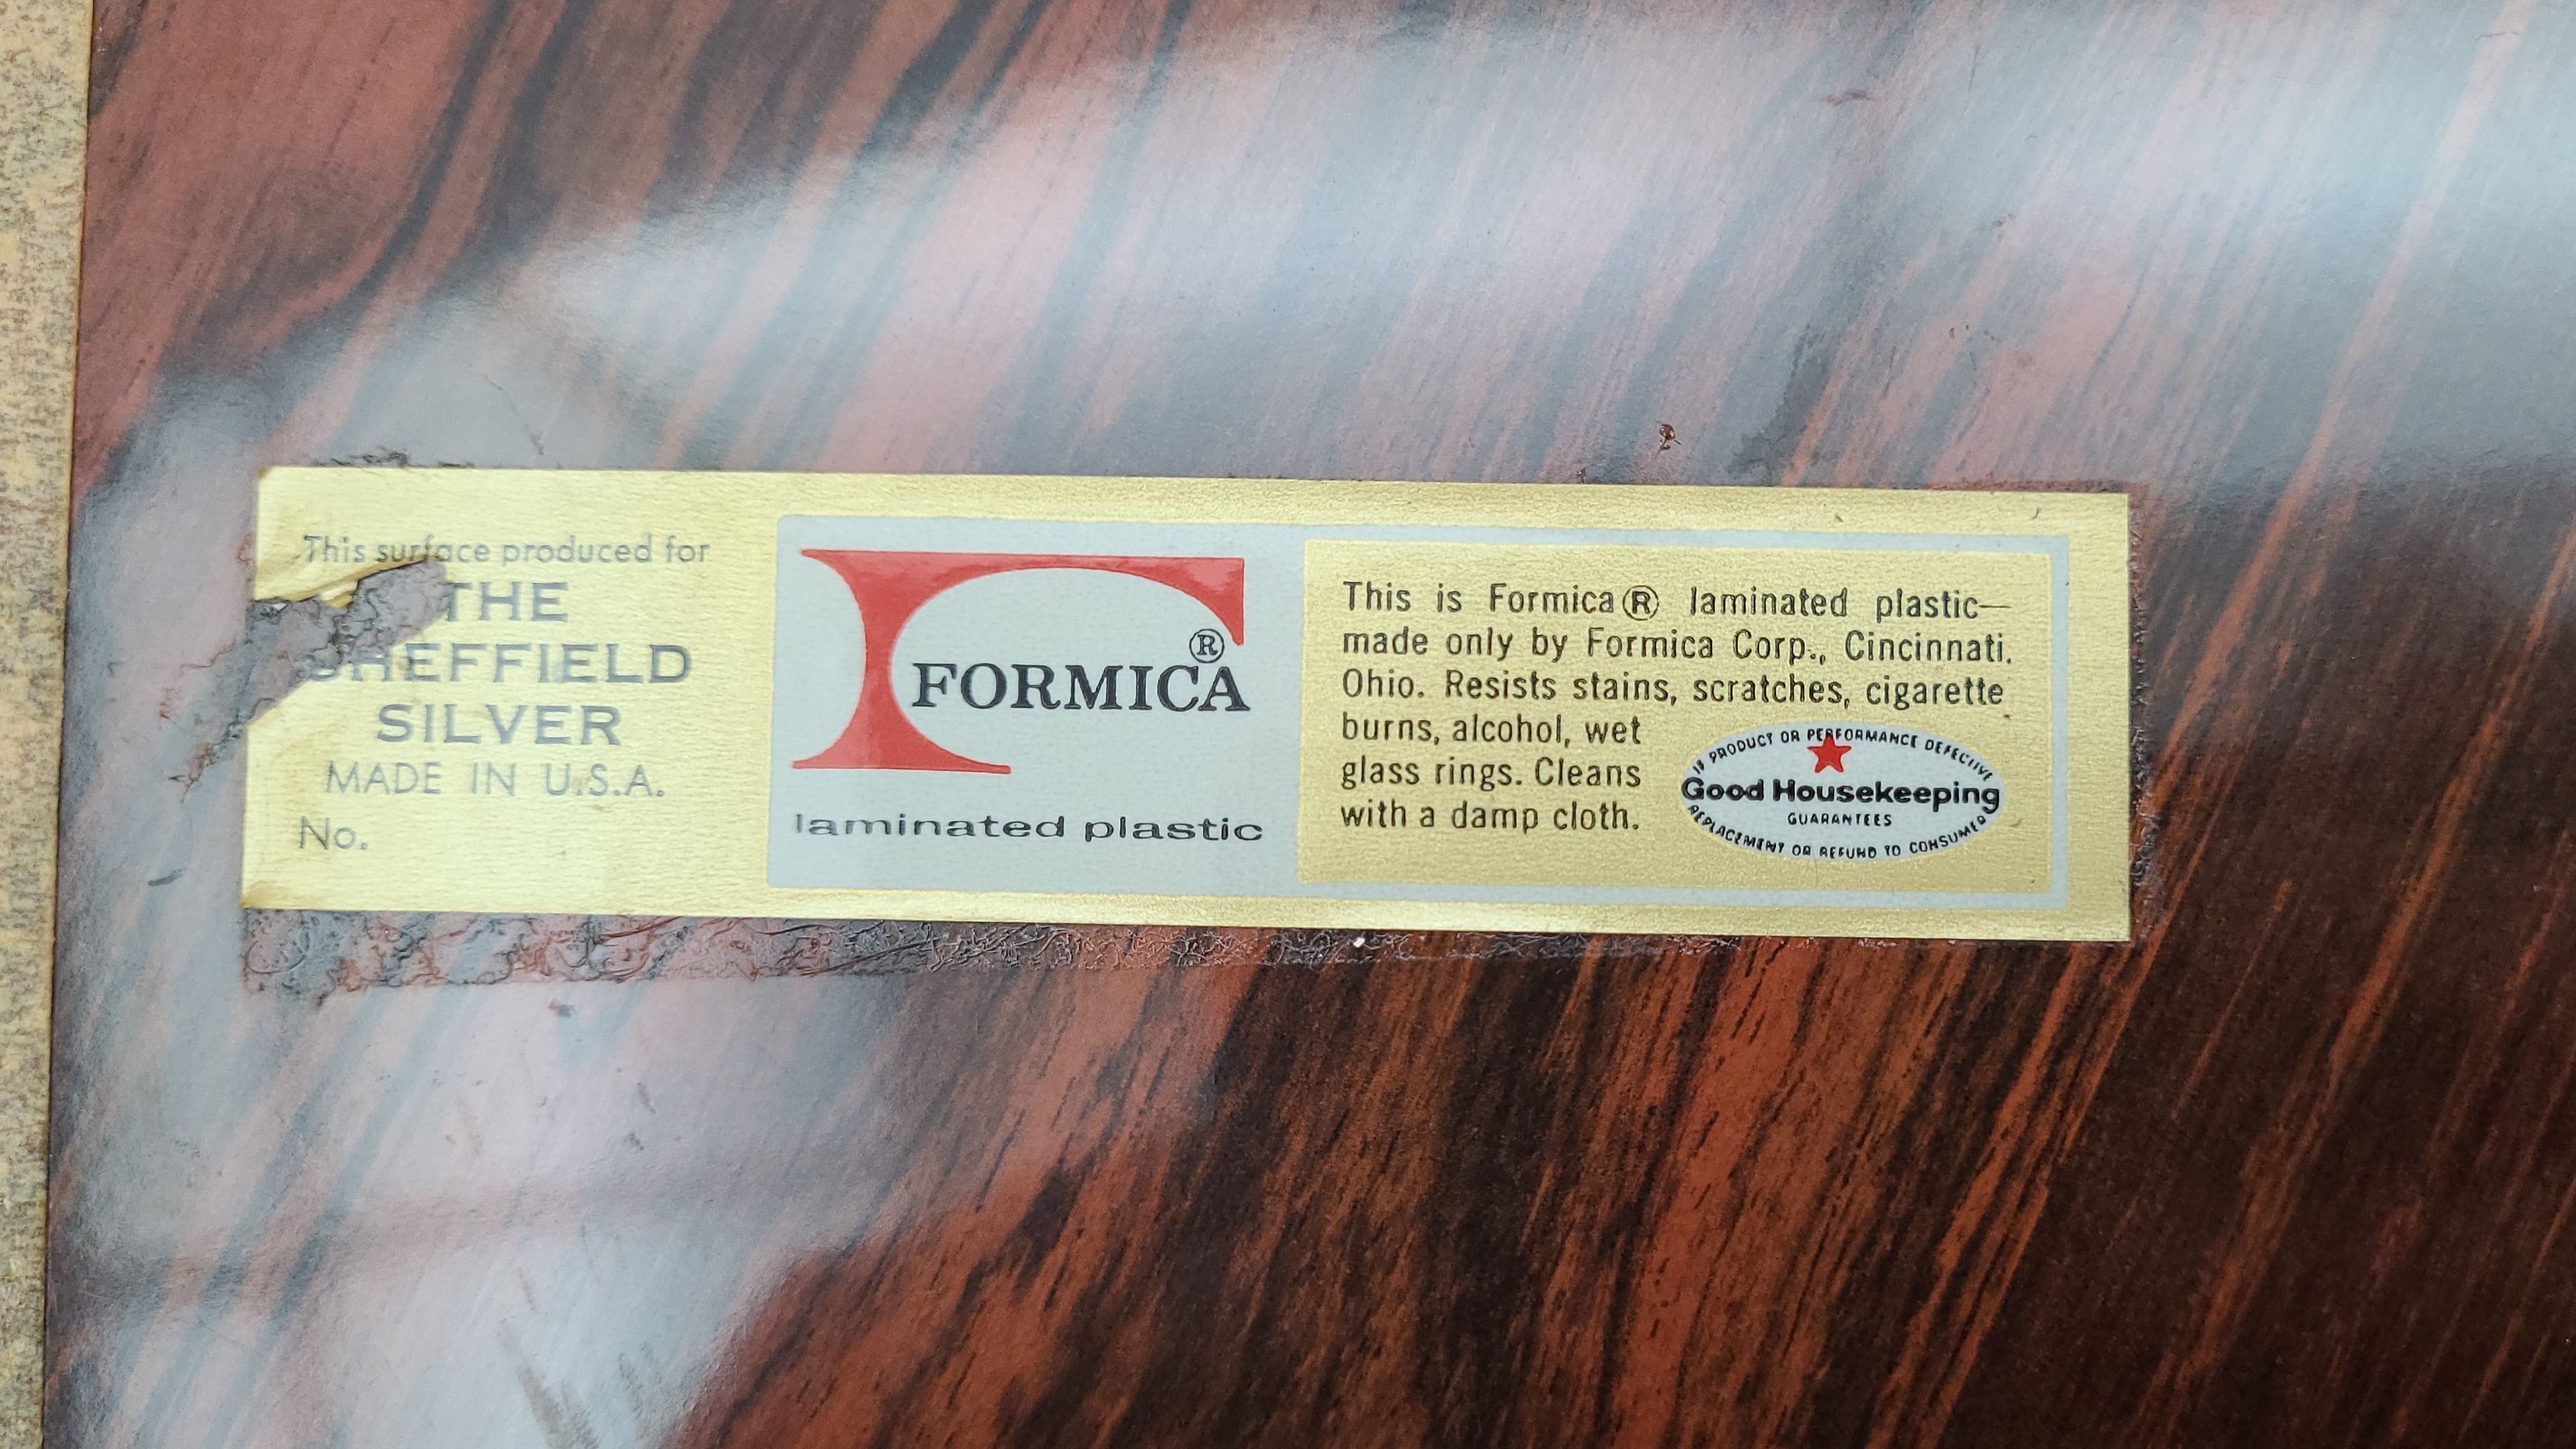 This surface produced for
THE
SHEFFIELD
SILVER
MADE IN U.S.A.
No.
FORMICA®
laminated plastic
This is Formica® laminated plastic—
made only by Formica Corp., Cincinnati,
Ohio. Resists stains, scratches, cigarette
burns, alcohol, wet
glass rings. Cleans
with a damp cloth.
IF PRODUCT OR PERFORMANCE DEFECTIVE
Good Housekeeping
GUARANTEES
REPLACEMENT OR REFUND TO CONSUMER